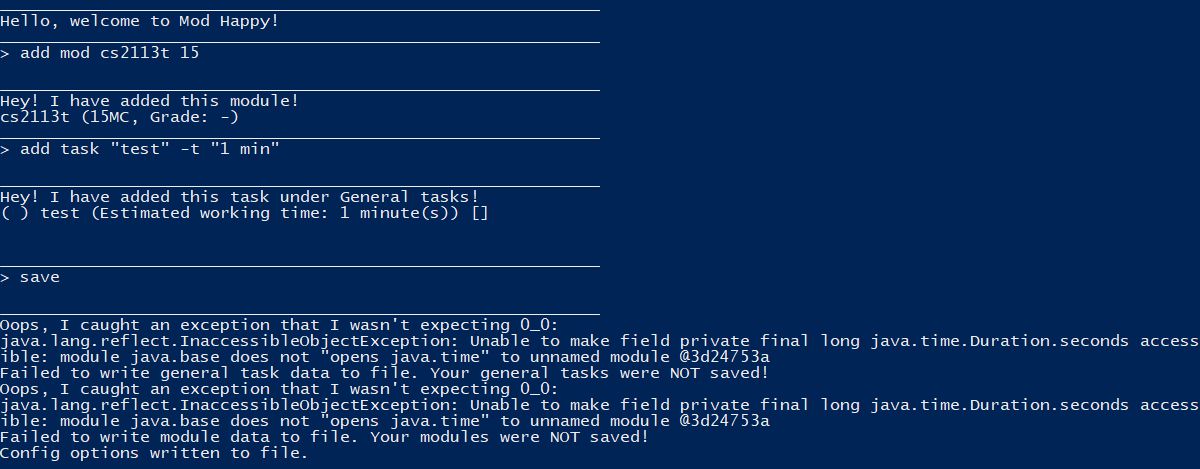 Hello, welcome to Mod Happy!
> add mod cs2113t 15
Hey! I have added this module!
cs2113t (15MC, Grade: -)
> add task "test" -t "1 min"
Hey! I have added this task under General tasks!
( ) test (Estimated working time: 1 minute(s)) []
> save
Oops, I caught an exception that I wasn't expecting 0_0:
java.lang.reflect.InaccessibleObjectException: Unable to make field private final long java.time.Duration.seconds access
ible: module java.base does not "opens java.time" to unnamed module @3d24753a
Failed to write general task data to file. Your general tasks were NOT saved!
Oops, I caught an exception that I wasn't expecting 0_0:
java.lang.reflect.InaccessibleObjectException: Unable to make field private final long java.time.Duration.seconds access
ible: module java.base does not "opens java.time" to unnamed module @3d24753a
Failed to write module data to file. Your modules were NOT saved!
Config options written to file.